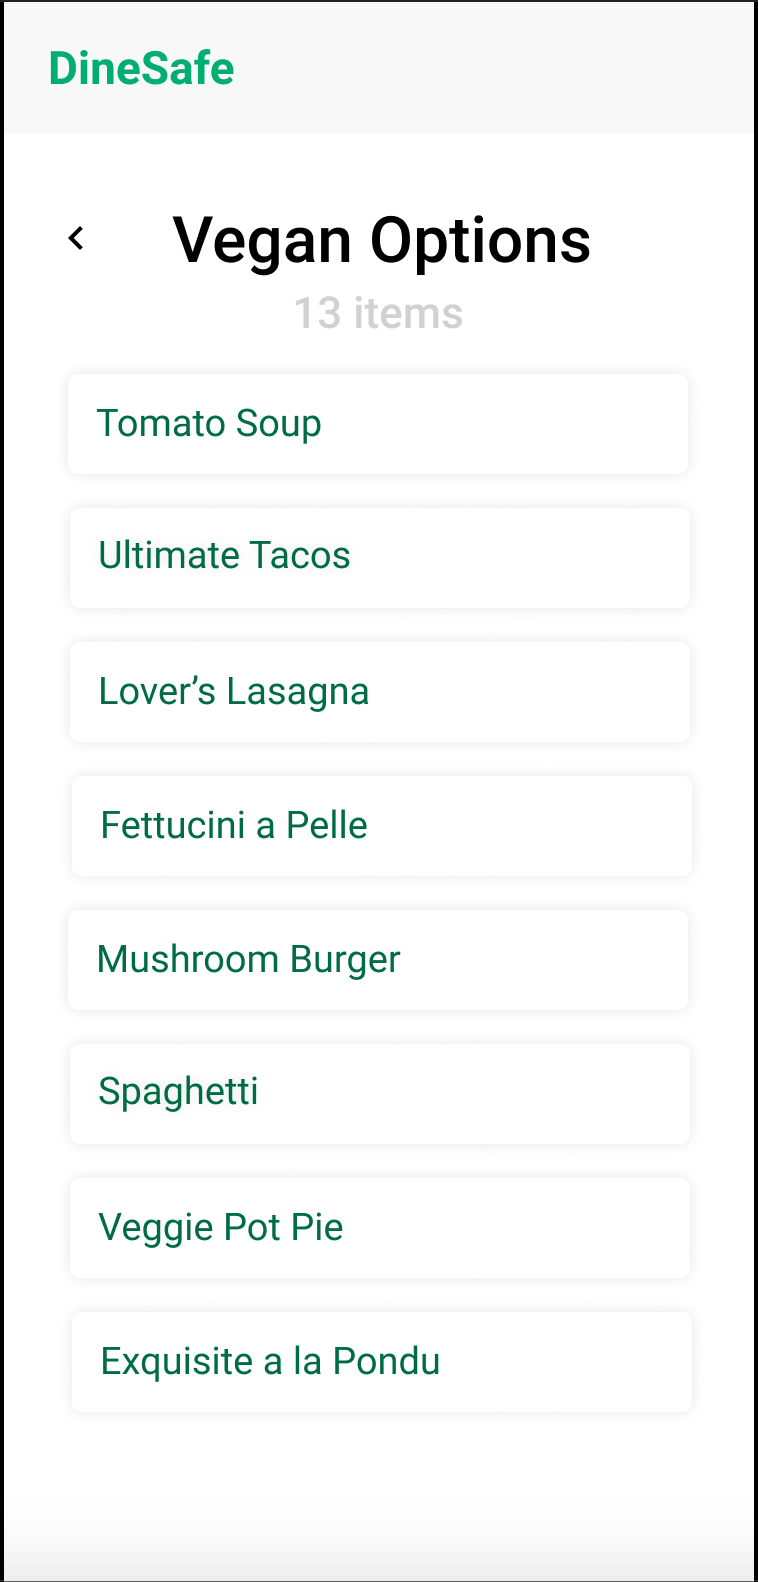 DineSafe
Vegan Options
13 items
Tomato Soup
Ultimate Tacos
Lover’s Lasagna
Fettucini a Pelle
Mushroom Burger
Spaghetti
Veggie Pot Pie
Exquisite a la Pondu